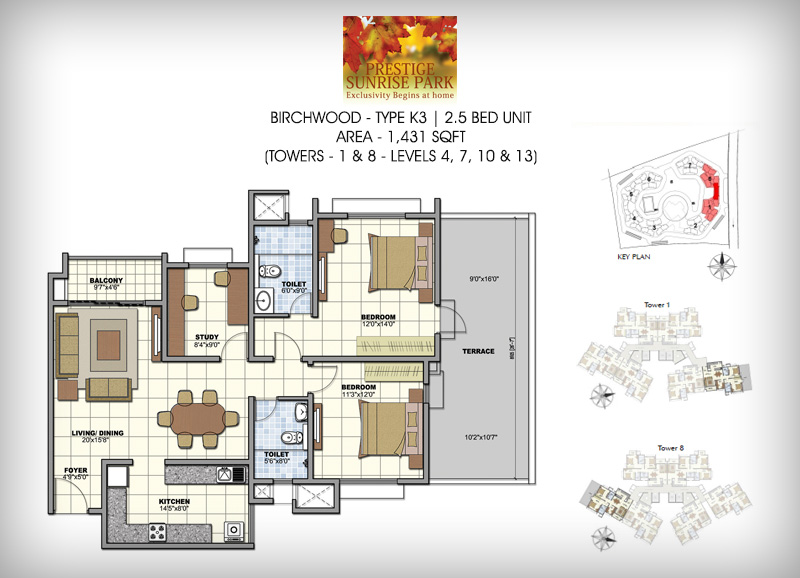 PRESTIGE
SUNRISE PARK
Exclusivity Begins at home
BIRCHWOOD - TYPE K3 | 2.5 BED UNIT
AREA - 1,431 SQFT
(TOWERS - 1 & 8 - LEVELS 4, 7, 10 & 13)
KEY PLAN
Tower 1
Tower 8
BALCONY
9'7"x4'6"
STUDY
8'4"x9'0"
TOILET
6'0"x9'0"
BEDROOM
12'0"x14'0"
9'0"x16'0"
TERRACE
10'2"x10'7"
BEDROOM
11'3"x12'0"
LIVING/ DINING
20'x15'8"
FOYER
4'9"x5'0"
TOILET
5'6"x8'0"
KITCHEN
14'5"x8'0"